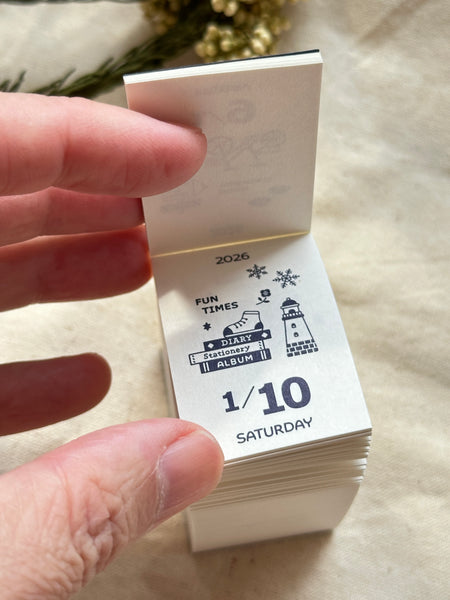 2026
FUN
TIMES
DIARY
Stationery
ALBUM
1/10
SATURDAY